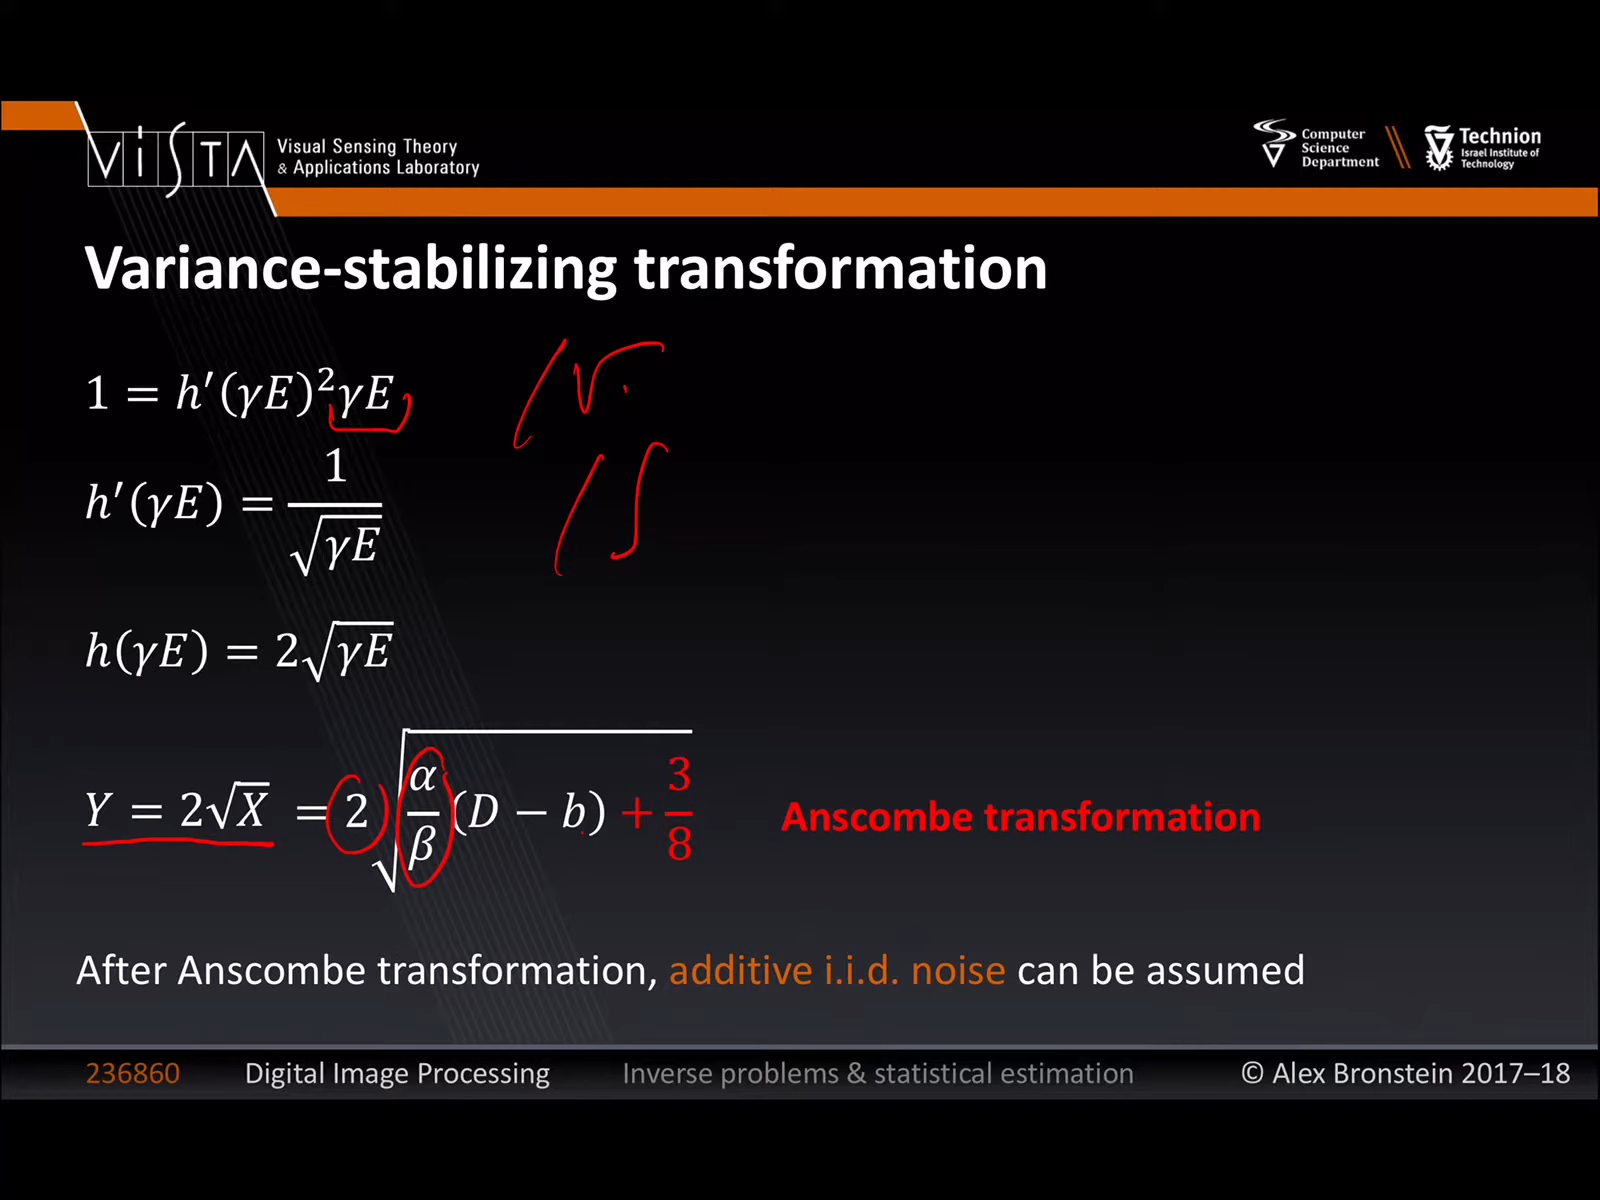 ViSTA Visual Sensing Theory & Applications Laboratory
Computer Science Department
Technion Israel Institute of Technology
Variance-stabilizing transformation
1 = h′(γE)²γE
h′(γE) = 1/√(γE)
h(γE) = 2√(γE)
Y = 2√X = 2√(α/β (D − b) + 3/8) Anscombe transformation
After Anscombe transformation, additive i.i.d. noise can be assumed
236860 Digital Image Processing Inverse problems & statistical estimation © Alex Bronstein 2017–18